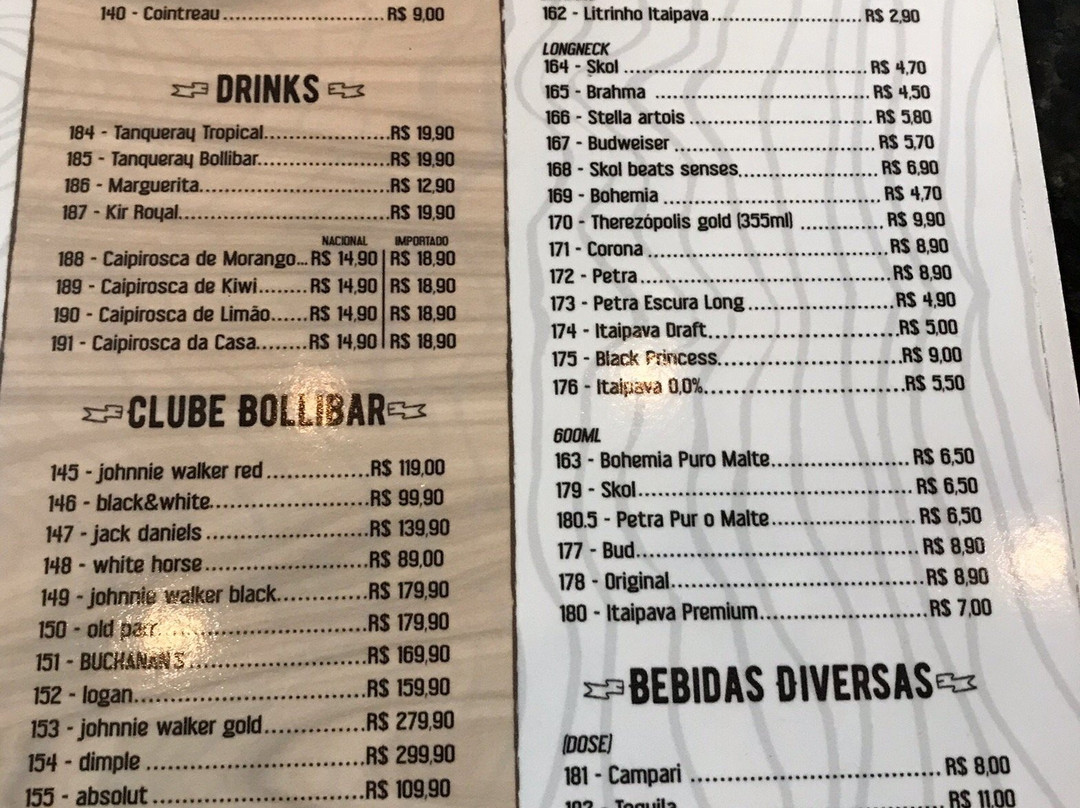 140 - Cointreau R$ 9,00
DRINKS
184 - Tanqueray Tropical R$ 19,90
185 - Tanqueray Bollibar R$ 19,90
186 - Marguerita R$ 12,90
187 - Kir Royal R$ 19,90
NACIONAL IMPORTADO
188 - Caipirosca de Morango R$ 14,90 R$ 18,90
189 - Caipirosca de Kiwi R$ 14,90 R$ 18,90
190 - Caipirosca de Limão R$ 14,90 R$ 18,90
191 - Caipirosca da Casa R$ 14,90 R$ 18,90
CLUBE BOLLIBAR
145 - johnnie walker red R$ 119,00
146 - black&white R$ 99,90
147 - jack daniels R$ 139,90
148 - white horse R$ 89,00
149 - johnnie walker black R$ 179,90
150 - old parr R$ 179,90
151 - BUCHANAN'S R$ 169,90
152 - logan R$ 159,90
153 - johnnie walker gold R$ 279,90
154 - dimple R$ 299,90
155 - absolut R$ 109,90
162 - Litrinho Itaipava R$ 2,90
LONGNECK
164 - Skol R$ 4,70
165 - Brahma R$ 4,50
166 - Stella artois R$ 5,80
167 - Budweiser R$ 5,70
168 - Skol beats senses R$ 6,90
169 - Bohemia R$ 4,70
170 - Therezópolis gold (355ml) R$ 9,90
171 - Corona R$ 8,90
172 - Petra R$ 8,90
173 - Petra Escura Long R$ 4,90
174 - Itaipava Draft R$ 5,00
175 - Black Princess R$ 9,00
176 - Itaipava 0,0% R$ 5,50
600ML
163 - Bohemia Puro Malte R$ 6,50
179 - Skol R$ 6,50
180.5 - Petra Pur o Malte R$ 6,50
177 - Bud R$ 8,90
178 - Original R$ 8,90
180 - Itaipava Premium R$ 7,00
BEBIDAS DIVERSAS
(DOSE)
181 - Campari R$ 8,00
Tequila R$ 11,00